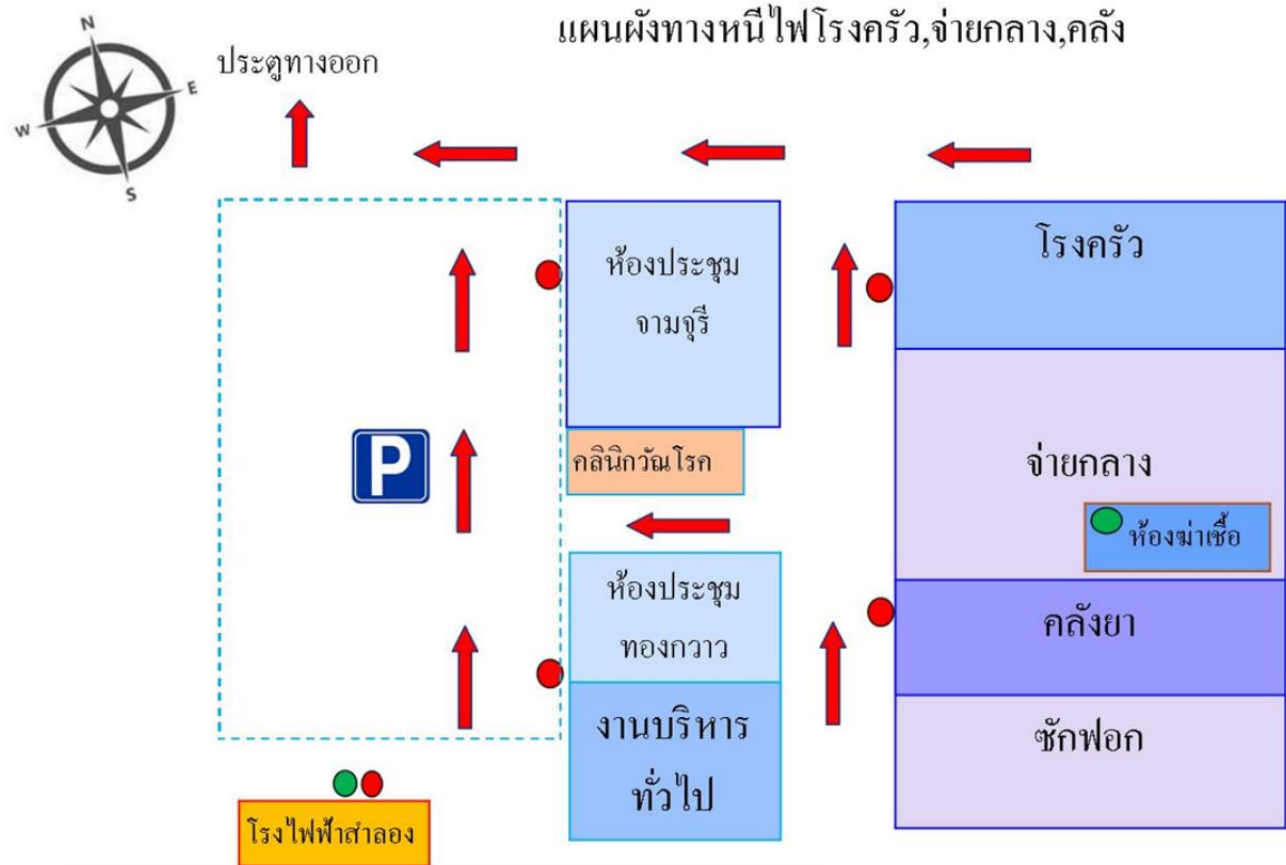 แผนผังทางหนีไฟโรงครัว,จ่ายกลาง,คลัง
N
E
W
S
ประตูทางออก
ห้องประชุม
จามจุรี
โรงครัว
P
คลินิกวัณโรค
จ่ายกลาง
ห้องฆ่าเชื้อ
ห้องประชุม
ทองกวาว
คลังยา
งานบริหาร
ทั่วไป
ซักฟอก
โรงไฟฟ้าสำลอง